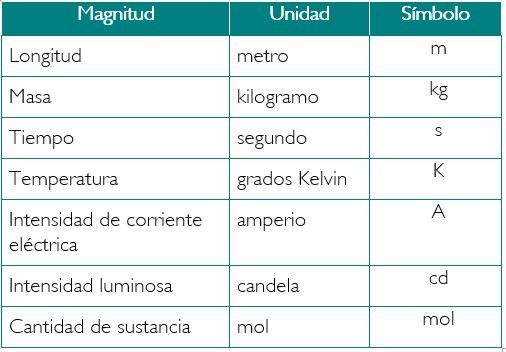 Magnitud Unidad Símbolo
Longitud metro m
Masa kilogramo kg
Tiempo segundo s
Temperatura grados Kelvin K
Intensidad de corriente amperio A
eléctrica
Intensidad luminosa candela cd
Cantidad de sustancia mol mol